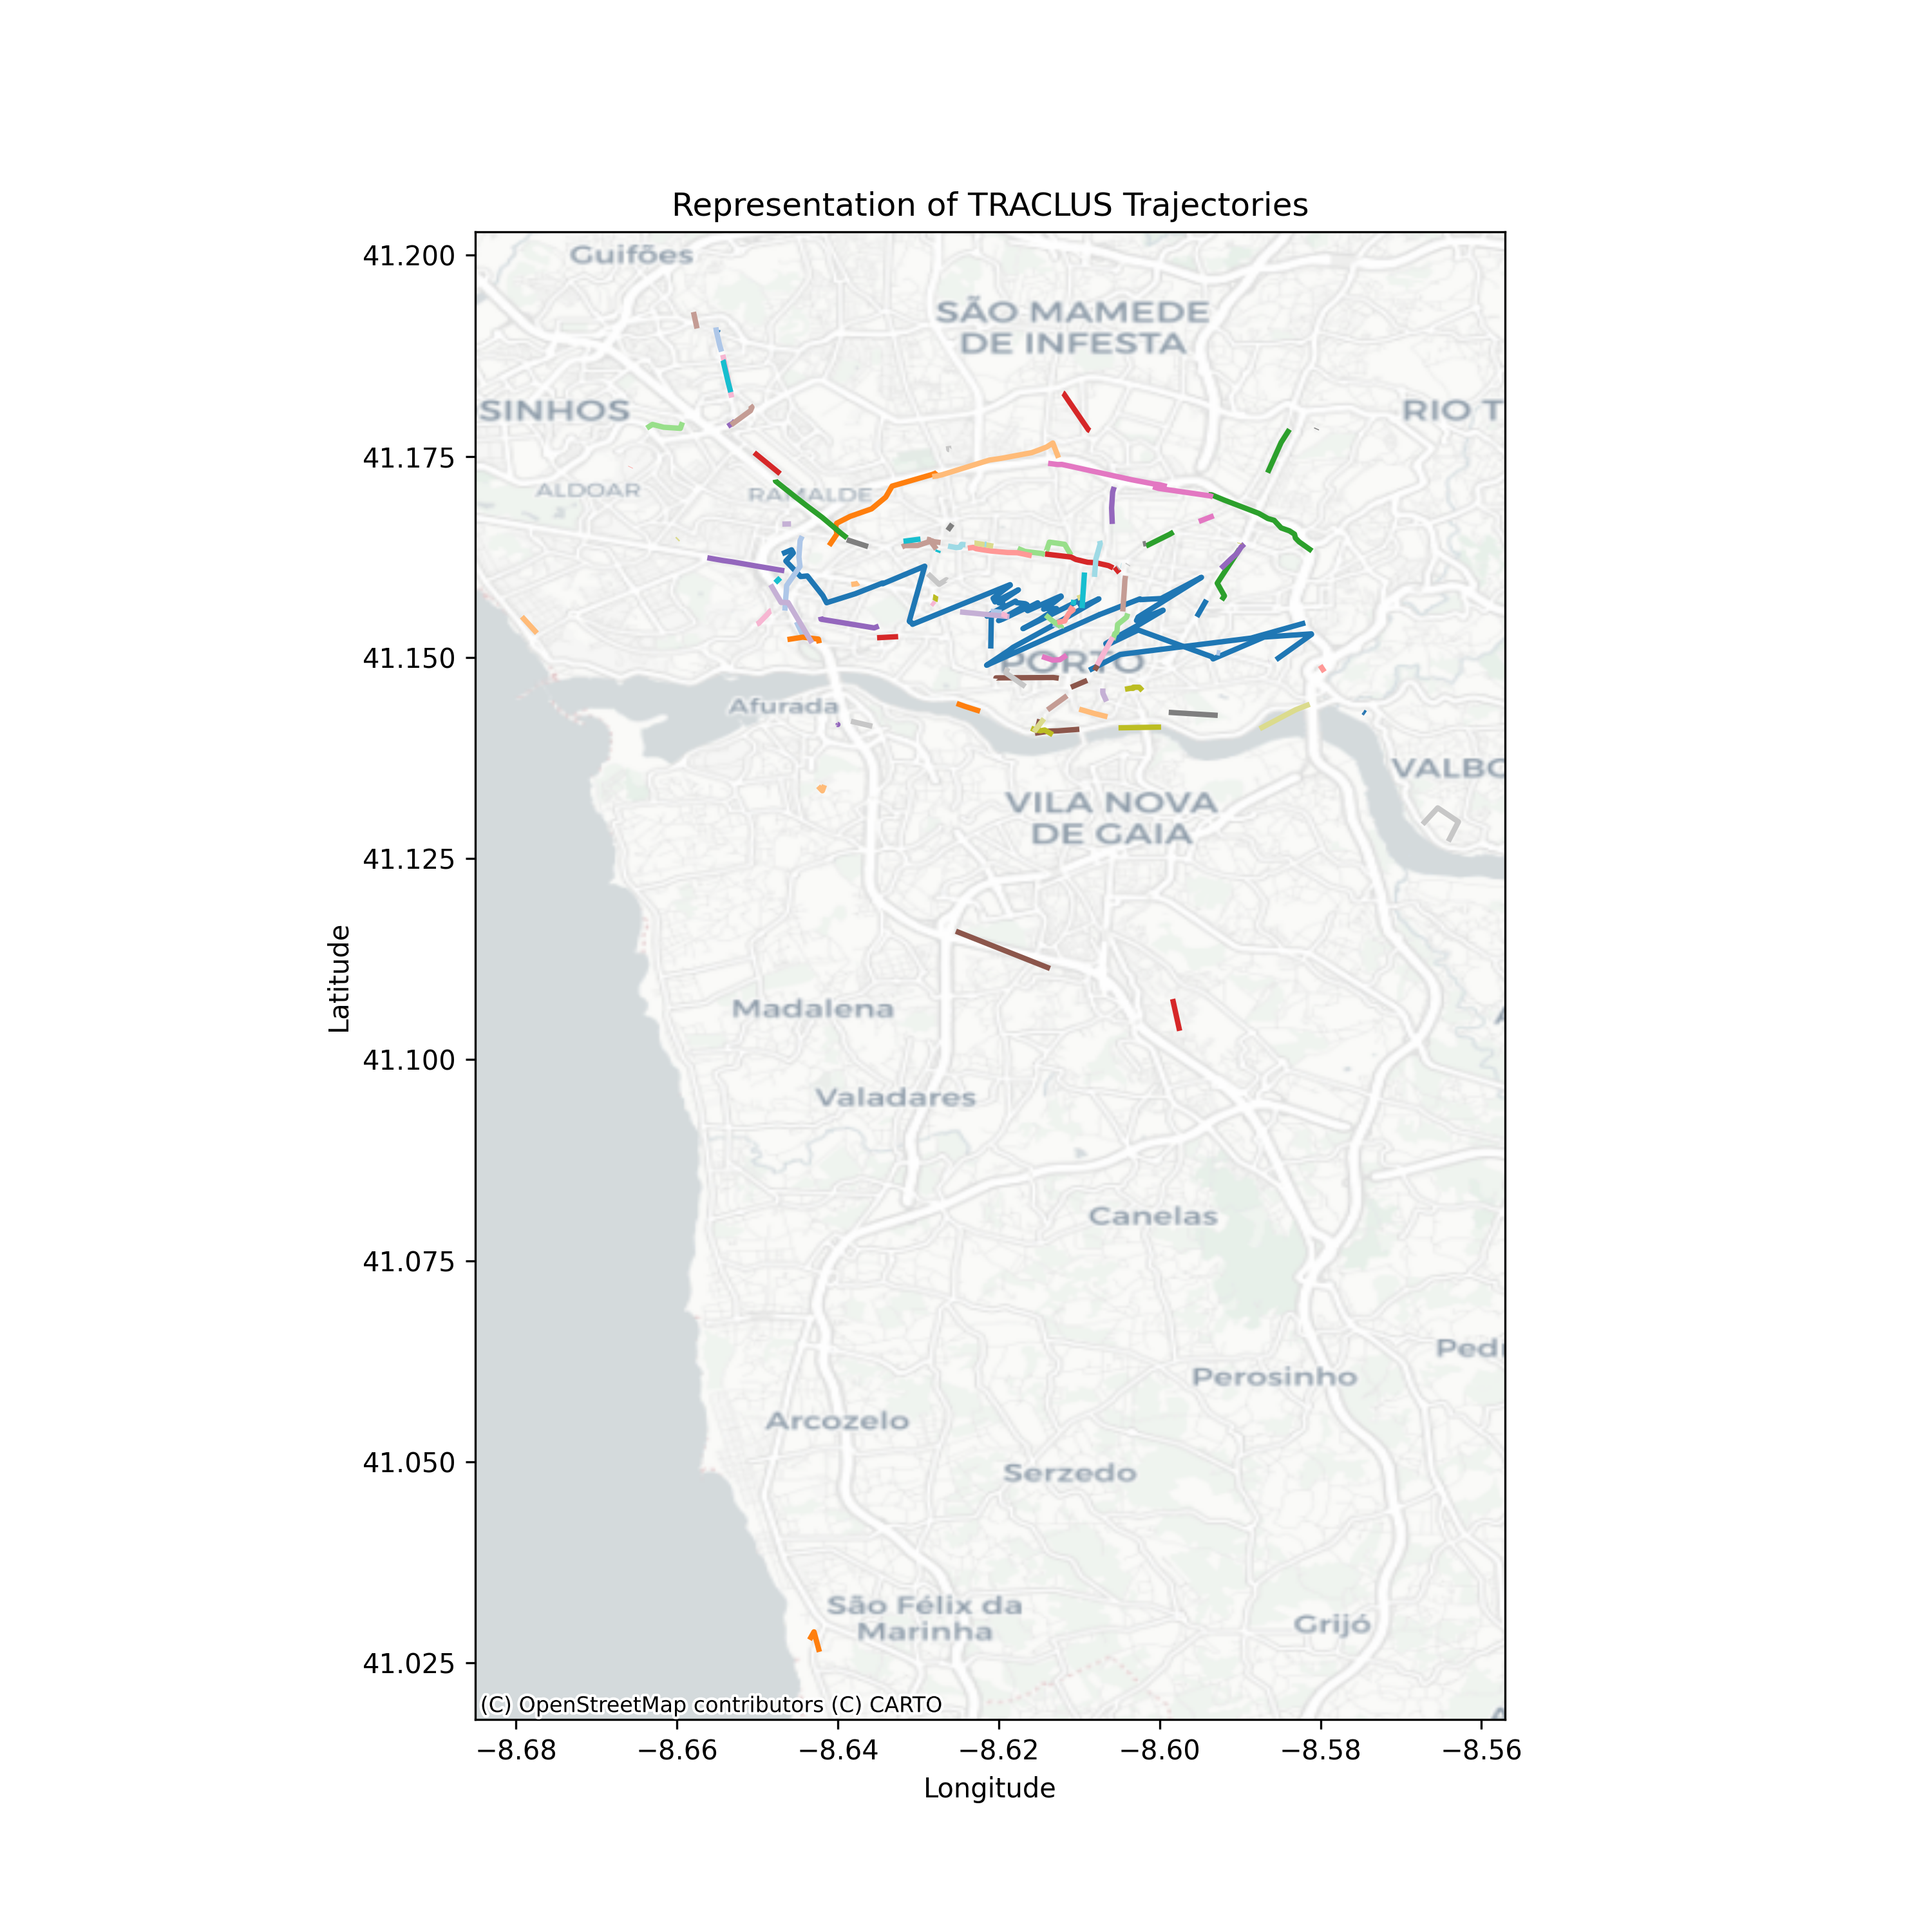 Representation of TRACLUS Trajectories
41.200
41.175
41.150
41.125
41.100
41.075
41.050
41.025
Latitude
Guifões
SÃO MAMEDE
DE INFESTA
SINHOS
RIO T
ALDOAR
RAMALDE
PORTO
Afurada
VALBO
VILA NOVA
DE GAIA
Madalena
Valadares
Canelas
Pedr
Perosinho
Arcozelo
Serzedo
São Félix da
Marinha
Grijó
(C) OpenStreetMap contributors (C) CARTO
−8.68
−8.66
−8.64
−8.62
−8.60
−8.58
−8.56
Longitude